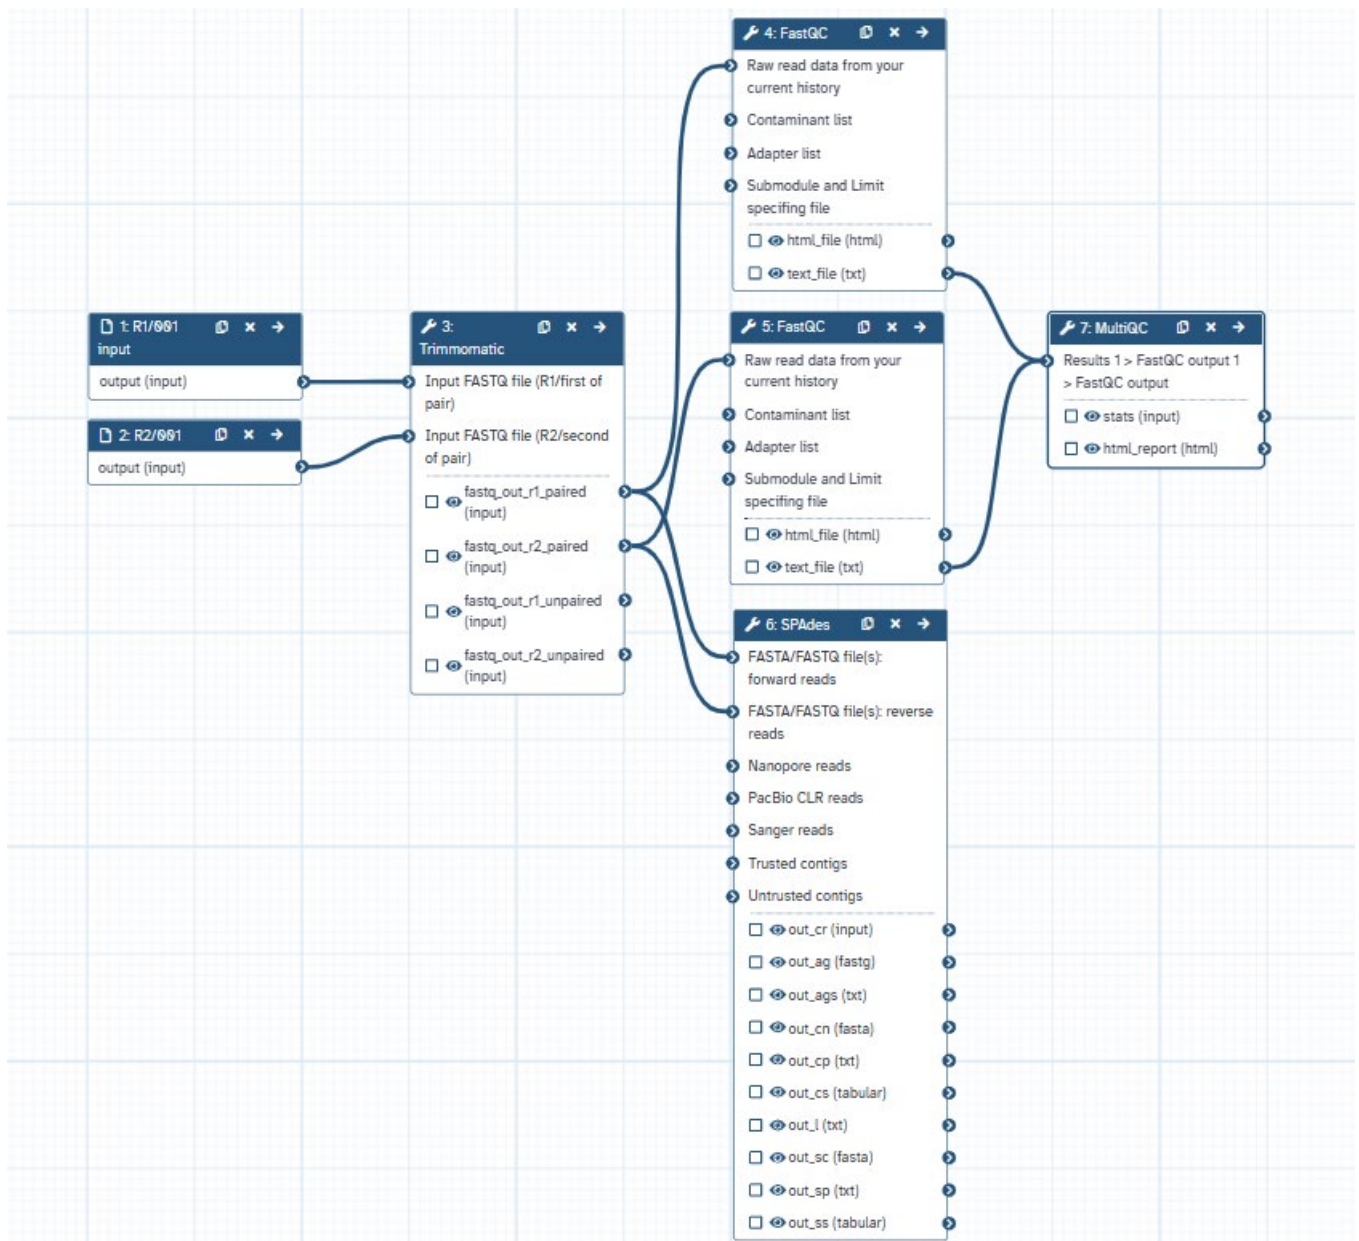 1: R1/001
input
output (input)
2: R2/001
output (input)
3:
Trimmomatic
Input FASTQ file (R1/first of
pair)
Input FASTQ file (R2/second
of pair)
fastq_out_r1_paired
(input)
fastq_out_r2_paired
(input)
fastq_out_r1_unpaired
(input)
fastq_out_r2_unpaired
(input)
4: FastQC
Raw read data from your
current history
Contaminant list
Adapter list
Submodule and Limit
specifing file
html_file (html)
text_file (txt)
5: FastQC
Raw read data from your
current history
Contaminant list
Adapter list
Submodule and Limit
specifing file
html_file (html)
text_file (txt)
6: SPAdes
FASTA/FASTQ file(s):
forward reads
FASTA/FASTQ file(s): reverse
reads
Nanopore reads
PacBio CLR reads
Sanger reads
Trusted contigs
Untrusted contigs
out_cr (input)
out_ag (fastg)
out_ags (txt)
out_cn (fasta)
out_cp (txt)
out_cs (tabular)
out_l (txt)
out_sc (fasta)
out_sp (txt)
out_ss (tabular)
7: MultiQC
Results 1 > FastQC output 1
> FastQC output
stats (input)
html_report (html)